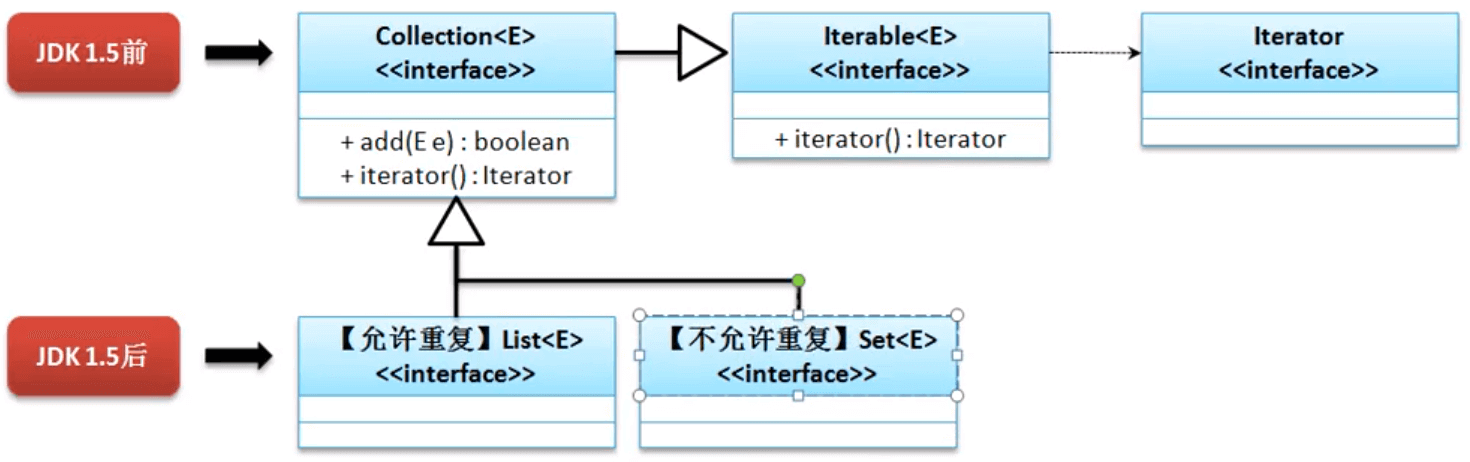 JDK 1.5前
Collection<E>
<<interface>>
+ add(E e) : boolean
+ iterator() : Iterator
Iterable<E>
<<interface>>
+ iterator() : Iterator
Iterator
<<interface>>
JDK 1.5后
【允许重复】List<E>
<<interface>>
【不允许重复】Set<E>
<<interface>>